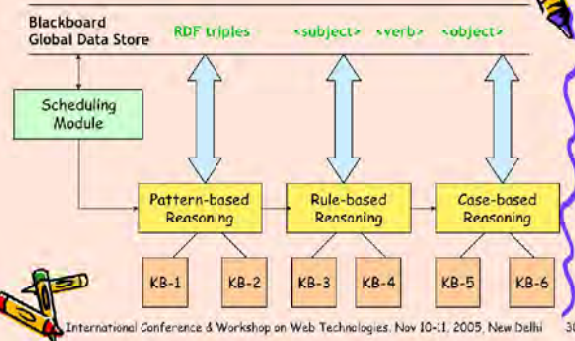 Blackboard
Global Data Store
RDF triples <subject> <verb> <object>
Scheduling
Module
Pattern-based
Reasoning
Rule-based
Reasoning
Case-based
Reasoning
KB-1 KB-2 KB-3 KB-4 KB-5 KB-6
International Conference & Workshop on Web Technologies, Nov 10-11, 2005, New Delhi 30